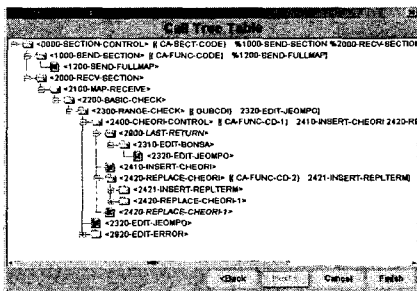 Call Tree Table
<0000-SECTION-CONTROL> [{ CA-SECT-CODE} %1000-SEND-SECTION %2000-RECV-SECTION
<1000-SEND-SECTION> [{ CA-FUNC-CODE} %1200-SEND-FULLMAP]
<1200-SEND-FULLMAP>
<2000-RECV-SECTION>
<2100-MAP-RECEIVE>
<2200-BASIC-CHECK>
<2300-RANGE-CHECK> [{ GUBCDI} 2320-EDIT-JEOMPO]
<2400-CHEORI-CONTROL> [{ CA-FUNC-CD-1} 2410-INSERT-CHEORI 2420-RE
-LAST-RETURN>
<2310-EDIT-BONSA>
<2320-EDIT-JEOMPO>
<2410-INSERT-CHEORI>
<2420-REPLACE-CHEORI> [{ CA-FUNC-CD-2} 2421-INSERT-REPLTERM]
<2421-INSERT-REPLTERM>
<2420-REPLACE-CHEORI-1>
<2420-REPLACE-CHEORI-1>
<2320-EDIT-JEOMPO>
-EDIT-ERROR>
<Back Cancel Finish